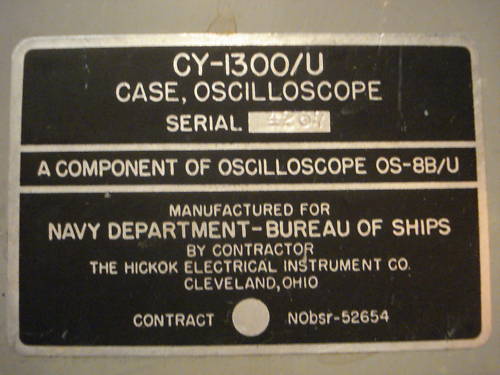 CY-1300/U
CASE, OSCILLOSCOPE
SERIAL
A COMPONENT OF OSCILLOSCOPE OS-8B/U
MANUFACTURED FOR
NAVY DEPARTMENT-BUREAU OF SHIPS
BY CONTRACTOR
THE HICKOK ELECTRICAL INSTRUMENT CO.
CLEVELAND, OHIO
CONTRACT NObsr-52654